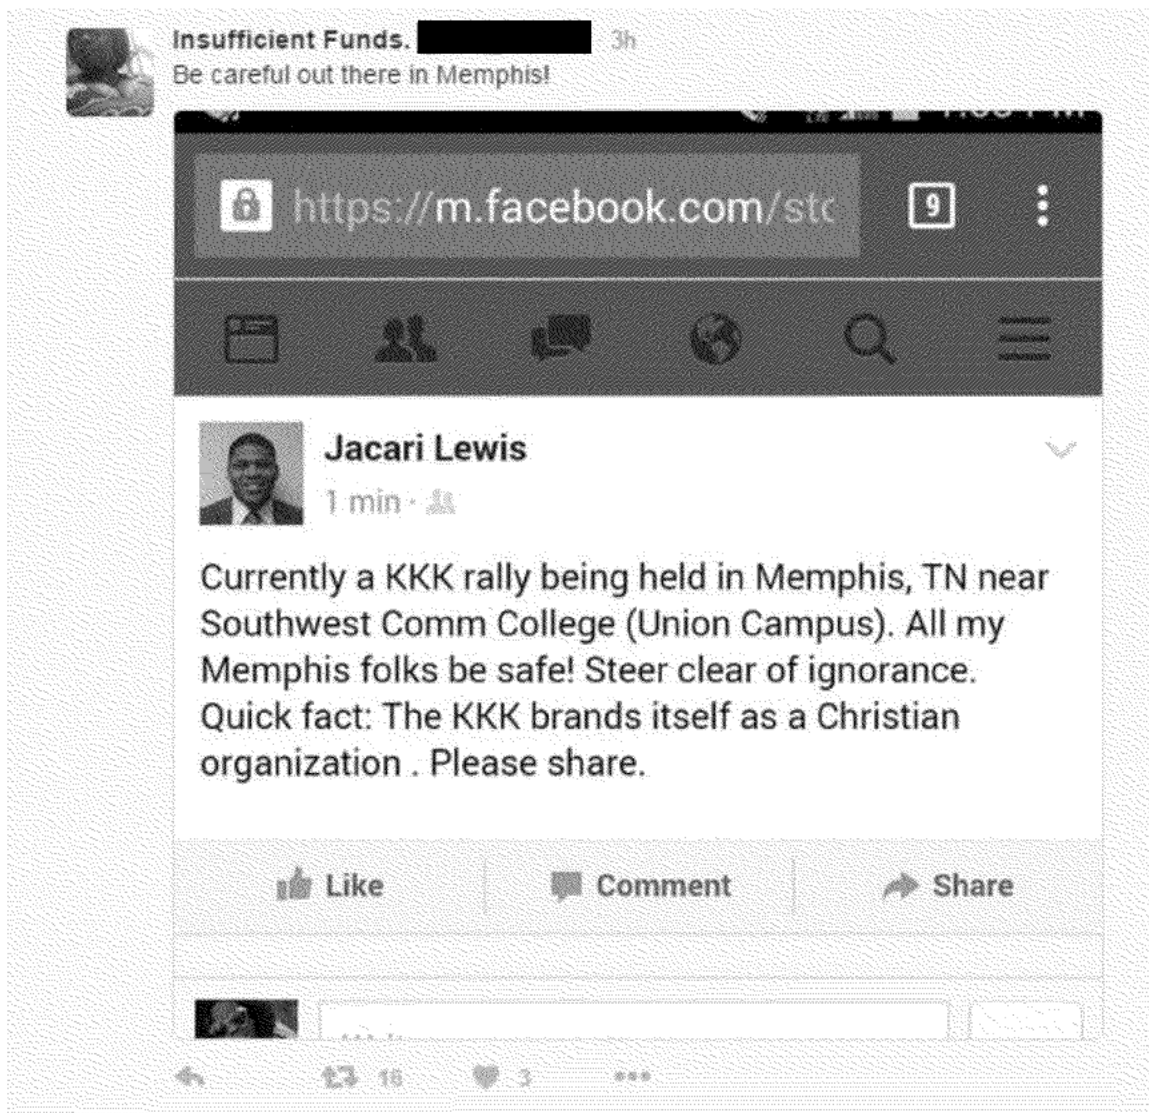 Insufficient Funds. 3h
Be careful out there in Memphis!
https://m.facebook.com/stc
9
Jacari Lewis
1 min ·
Currently a KKK rally being held in Memphis, TN near
Southwest Comm College (Union Campus). All my
Memphis folks be safe! Steer clear of ignorance.
Quick fact: The KKK brands itself as a Christian
organization . Please share.
Like Comment Share
16 3